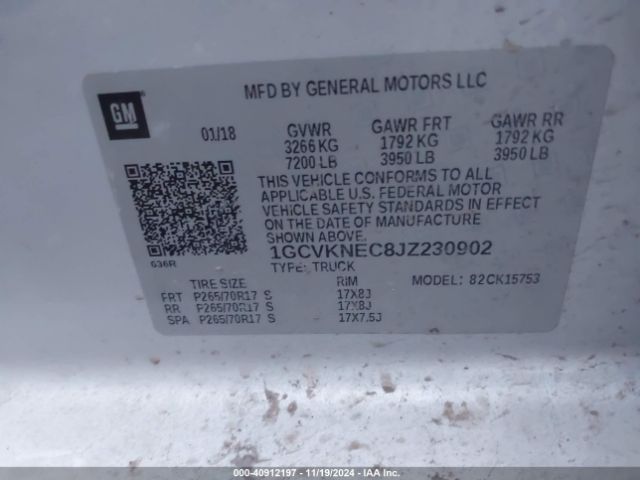 MFD BY GENERAL MOTORS LLC
GM
01/18 GVWR GAWR FRT GAWR RR
3266 KG 1792 KG 1792 KG
7200 LB 3950 LB 3950 LB
THIS VEHICLE CONFORMS TO ALL
APPLICABLE U.S. FEDERAL MOTOR
VEHICLE SAFETY STANDARDS IN EFFECT
ON THE DATE OF MANUFACTURE
SHOWN ABOVE.
636R 1GCVKNEC8JZ230902
TYPE: TRUCK MODEL: 82CK15753
TIRE SIZE RIM
FRT P265/70R17 S 17X8J
RR P265/70R17 S 17X8J
SPA P265/70R17 S 17X7.5J
000-40912197 - 11/19/2024 - IAA Inc.